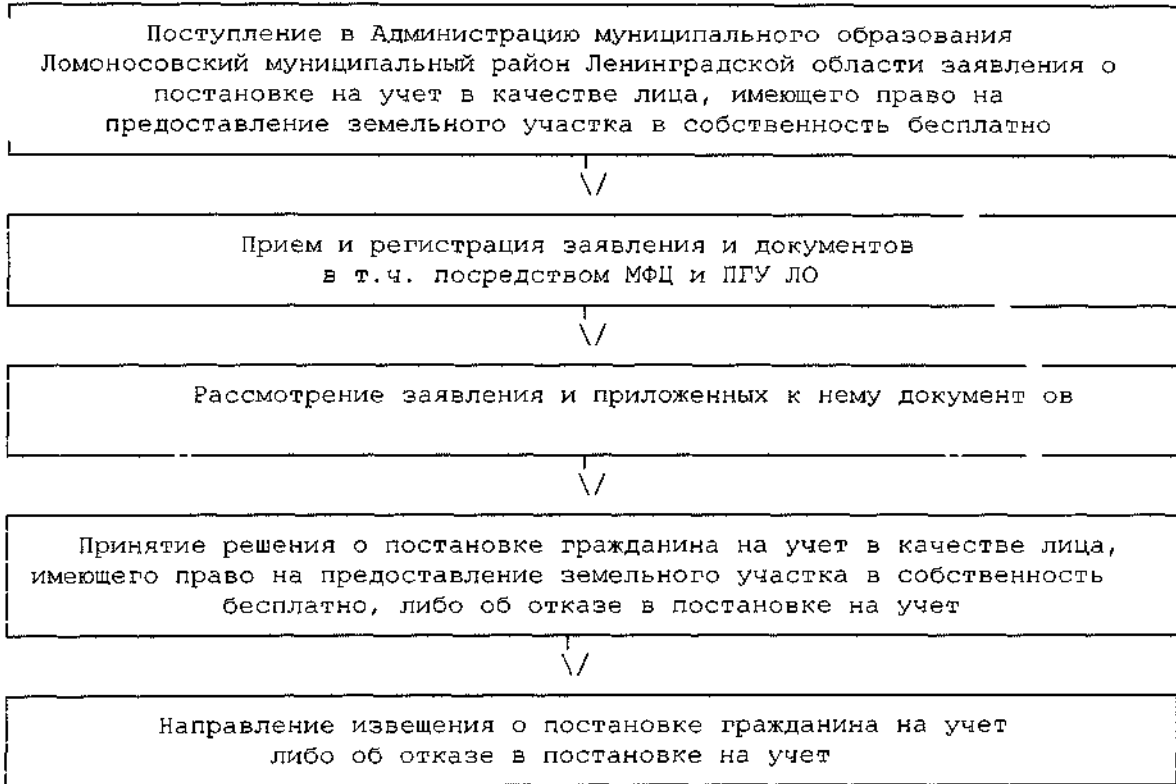 Поступление в Администрацию муниципального образования
Ломоносовский муниципальный район Ленинградской области заявления о
постановке на учет в качестве лица, имеющего право на
предоставление земельного участка в собственность бесплатно
Прием и регистрация заявления и документов
в т.ч. посредством МФЦ и ПГУ ЛО
Рассмотрение заявления и приложенных к нему документ ов
Принятие решения о постановке гражданина на учет в качестве лица,
имеющего право на предоставление земельного участка в собственность
бесплатно, либо об отказе в постановке на учет
Направление извещения о постановке гражданина на учет
либо об отказе в постановке на учет